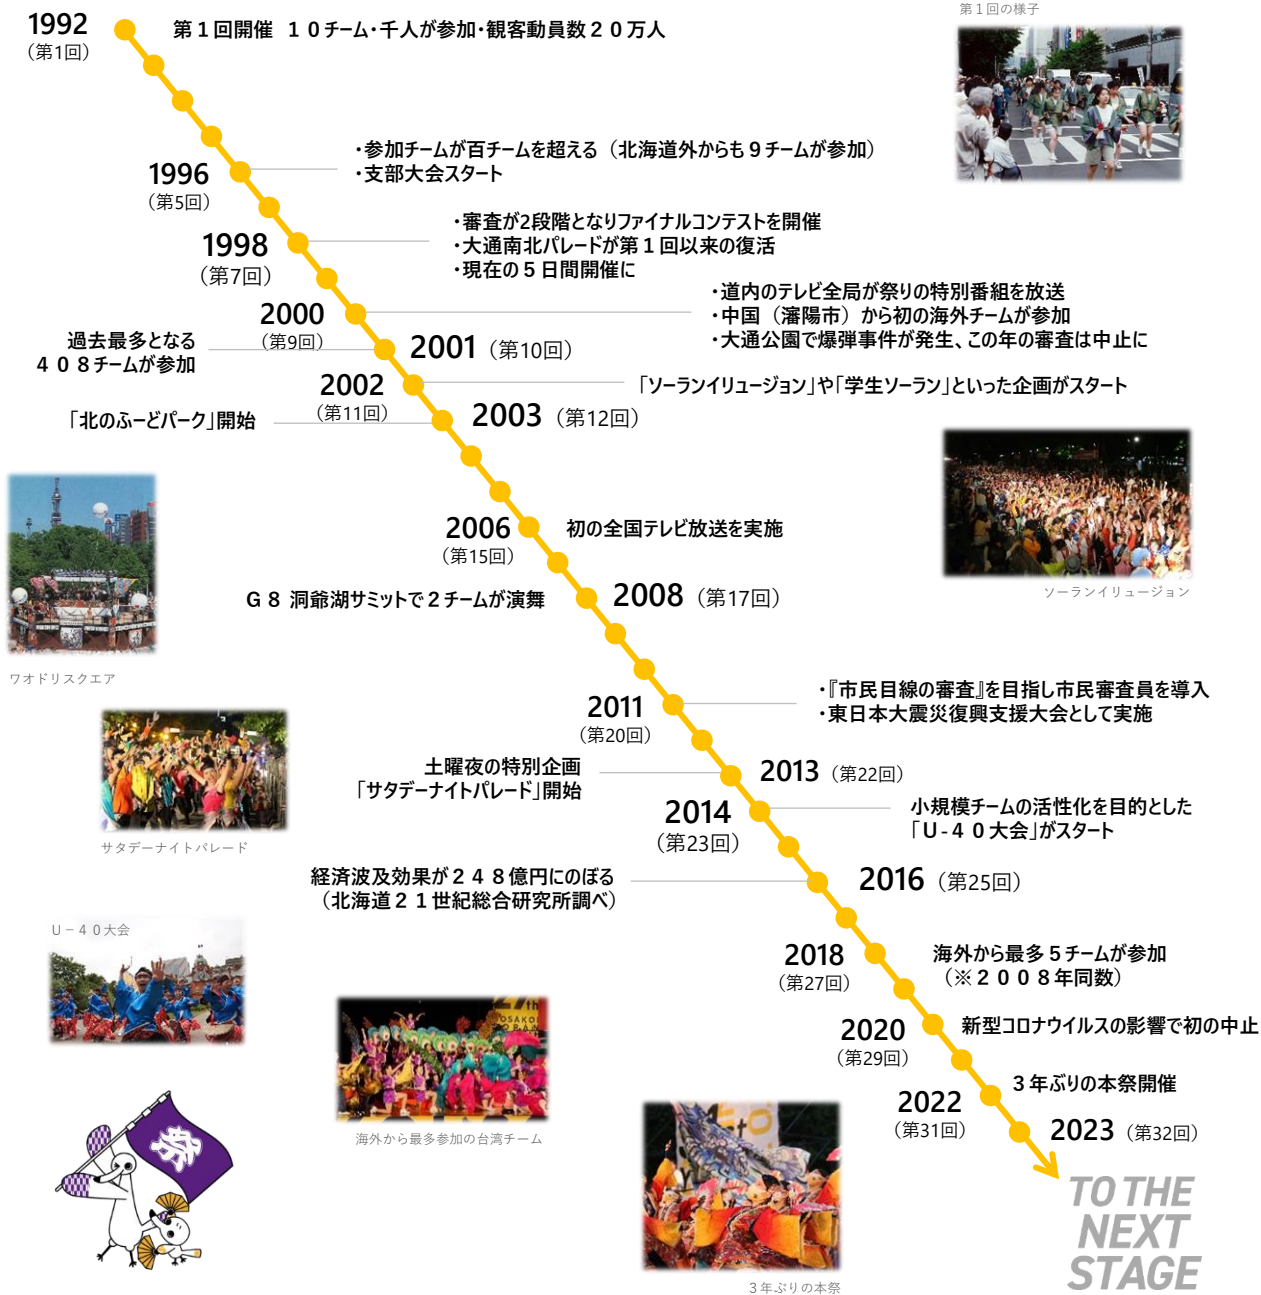 第１回の様子
1992
（第1回）
第１回開催　１０チーム・千人が参加・観客動員数２０万人
・参加チームが百チームを超える（北海道外からも９チームが参加）
・支部大会スタート
1996
（第5回）
・審査が2段階となりファイナルコンテストを開催
・大通南北パレードが第１回以来の復活
・現在の５日間開催に
1998
（第7回）
・道内のテレビ全局が祭りの特別番組を放送
・中国（瀋陽市）から初の海外チームが参加
・大通公園で爆弾事件が発生、この年の審査は中止に
2000
（第9回）
過去最多となる
４０８チームが参加
2001（第10回）
2002
（第11回）
「ソーランイリュージョン」や「学生ソーラン」といった企画がスタート
「北のふーどパーク」開始
2003（第12回）
ソーランイリュージョン
2006
（第15回）
初の全国テレビ放送を実施
Ｇ８ 洞爺湖サミットで２チームが演舞
2008（第17回）
ワオドリスクエア
・『市民目線の審査』を目指し市民審査員を導入
・東日本大震災復興支援大会として実施
2011
（第20回）
土曜夜の特別企画
「サタデーナイトパレード」開始
2013（第22回）
2014
（第23回）
小規模チームの活性化を目的とした
「Ｕ-４０大会」がスタート
サタデーナイトパレード
経済波及効果が２４８億円にのぼる
（北海道２１世紀総合研究所調べ）
2016（第25回）
Ｕ－４０大会
2018
（第27回）
海外から最多５チームが参加
（※２００８年同数）
2020
（第29回）
新型コロナウイルスの影響で初の中止
３年ぶりの本祭開催
2022
（第31回）
2023（第32回）
27th
OSAKOI
SORAN
海外から最多参加の台湾チーム
祭
３年ぶりの本祭
TO THE
NEXT
STAGE